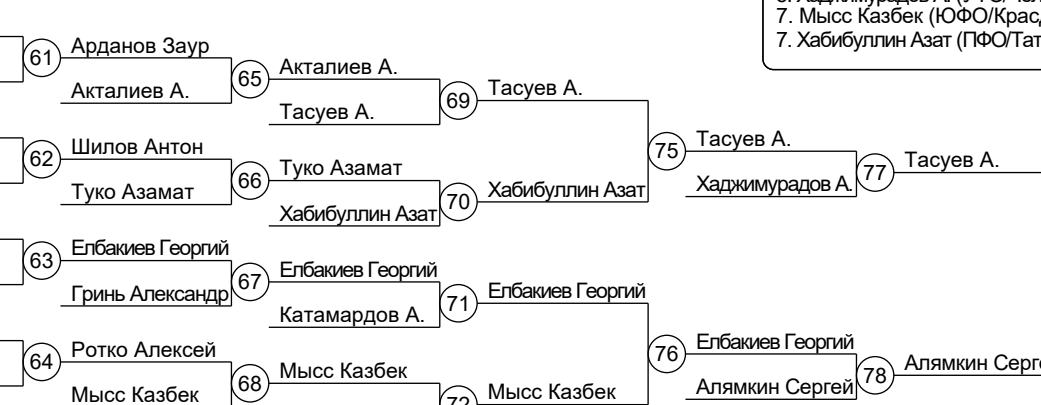 7. Мысс Казбек (ЮФО/Крас
7. Хабибуллин Азат (ПФО/Тат
61
Арданов Заур
Акталиев А.
65
Акталиев А.
Тасуев А.
69
Тасуев А.
62
Шилов Антон
Туко Азамат
66
Туко Азамат
Хабибуллин Азат
70
Хабибуллин Азат
75
Тасуев А.
Хаджимурадов А.
77
Тасуев А.
63
Елбакиев Георгий
Гринь Александр
67
Елбакиев Георгий
Катамардов А.
71
Елбакиев Георгий
64
Ротко Алексей
Мысс Казбек
68
Мысс Казбек
72
Мысс Казбек
76
Елбакиев Георгий
Алямкин Сергей
78
Алямкин Серг